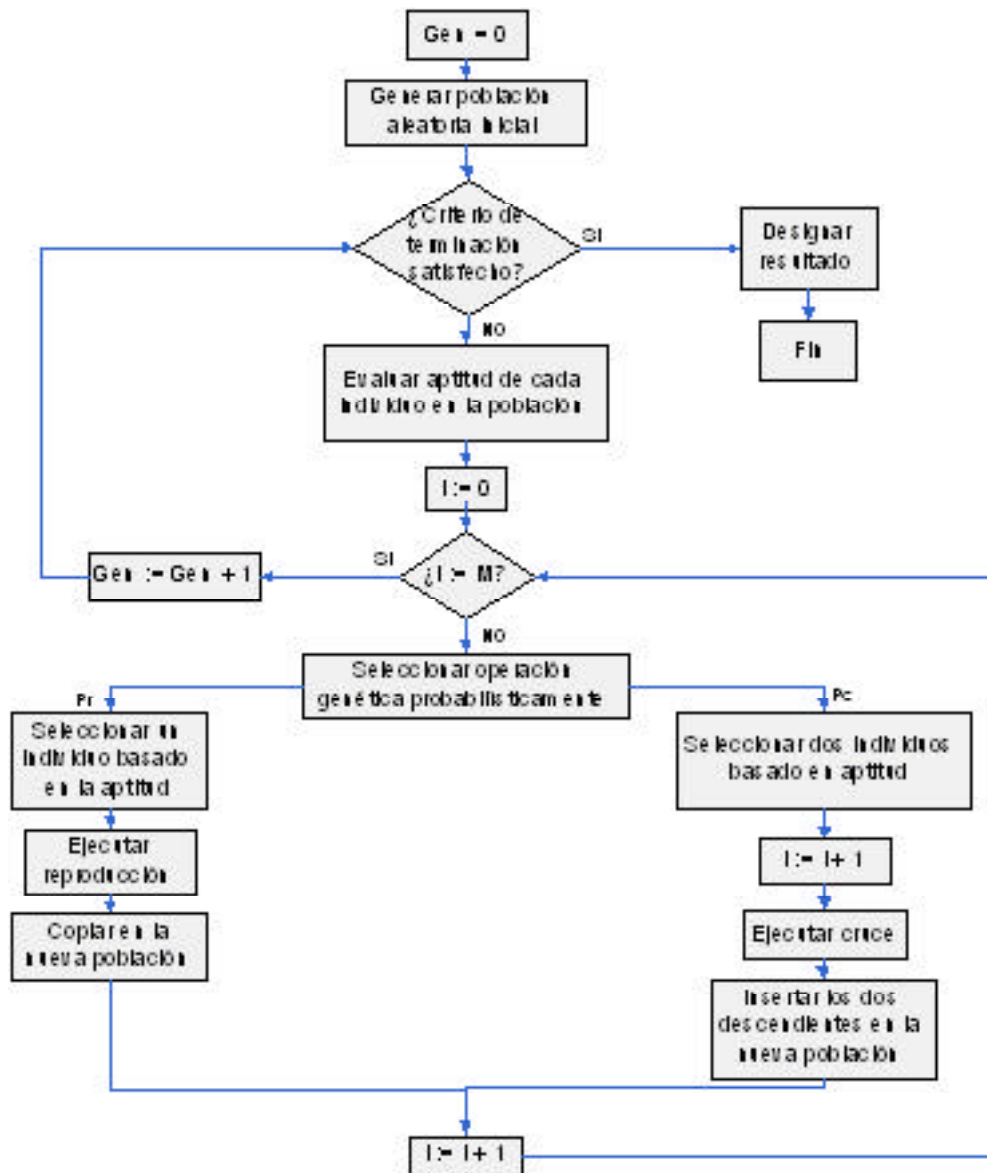 Gen = 0
Generar población
aleatoria inicial
¿Criterio de
terminación
satisfecho?
SI
Designar
resultado
NO
Fin
Evaluar aptitud de cada
individuo en la población
I := 0
SI
Gen := Gen + 1
¿I := M?
NO
Seleccionar operación
genética probabilisticamente
Pr
Pc
Seleccionar un
individuo basado
en la aptitud
Seleccionar dos individuos
basado en aptitud
Ejecutar
reproducción
I := I + 1
Copiar en la
nueva población
Ejecutar cruce
Insertar los dos
descendientes en la
nueva población
I := I + 1